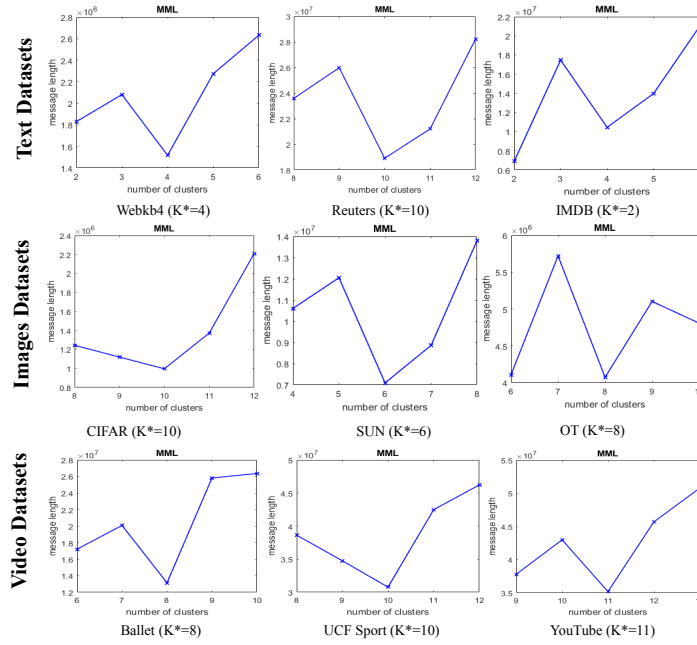 Text Datasets
MML
×10^6
2.8
2.6
2.4
2.2
2
1.8
1.6
1.4
message length
2 3 4 5 6
number of clusters
Webkb4 (K*=4)
MML
×10^7
3
2.8
2.6
2.4
2.2
2
1.8
message length
8 9 10 11 12
number of clusters
Reuters (K*=10)
MML
×10^7
2.2
2
1.8
1.6
1.4
1.2
1
0.8
0.6
message length
2 3 4 5
number of clusters
IMDB (K*=2)
Images Datasets
MML
×10^6
2.4
2.2
2
1.8
1.6
1.4
1.2
1
0.8
message length
8 9 10 11 12
number of clusters
CIFAR (K*=10)
MML
×10^7
1.4
1.3
1.2
1.1
1
0.9
0.8
0.7
message length
4 5 6 7 8
number of clusters
SUN (K*=6)
MML
×10^6
6
5.5
5
4.5
4
message length
6 7 8 9
number of clusters
OT (K*=8)
Video Datasets
MML
×10^7
2.8
2.6
2.4
2.2
2
1.8
1.6
1.4
1.2
message length
6 7 8 9 10
number of clusters
Ballet (K*=8)
MML
×10^7
5
4.5
4
3.5
3
message length
8 9 10 11 12
number of clusters
UCF Sport (K*=10)
MML
×10^7
5.5
5
4.5
4
3.5
message length
9 10 11 12
number of clusters
YouTube (K*=11)